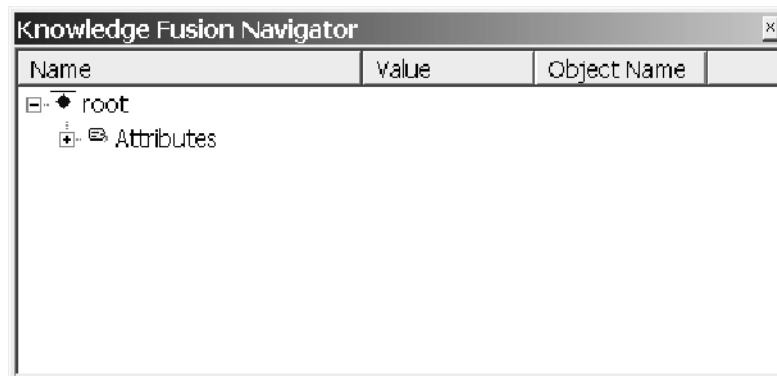 Knowledge Fusion Navigator
Name Value Object Name
root
Attributes